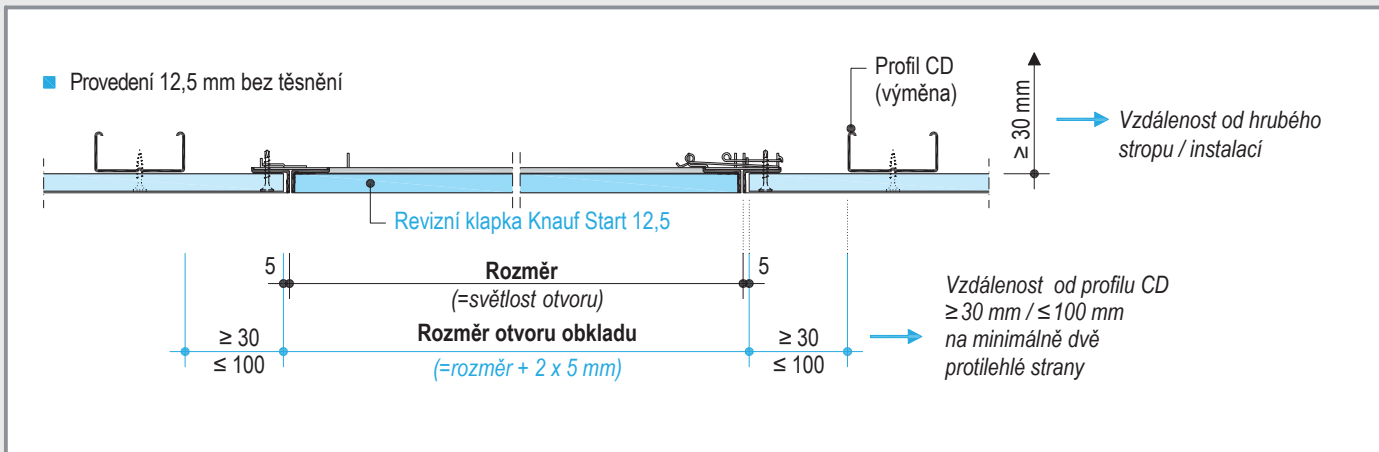 Provedení 12,5 mm bez těsnění
Profil CD
(výměna)
≥ 30 mm
Vzdálenost od hrubého
stropu / instalací
Revizní klapka Knauf Start 12,5
5
Rozměr
5
(=světlost otvoru)
Vzdálenost od profilu CD
≥ 30 mm / ≤ 100 mm
na minimálně dvě
protilehlé strany
≥ 30
≤ 100
Rozměr otvoru obkladu
(=rozměr + 2 x 5 mm)
≥ 30
≤ 100